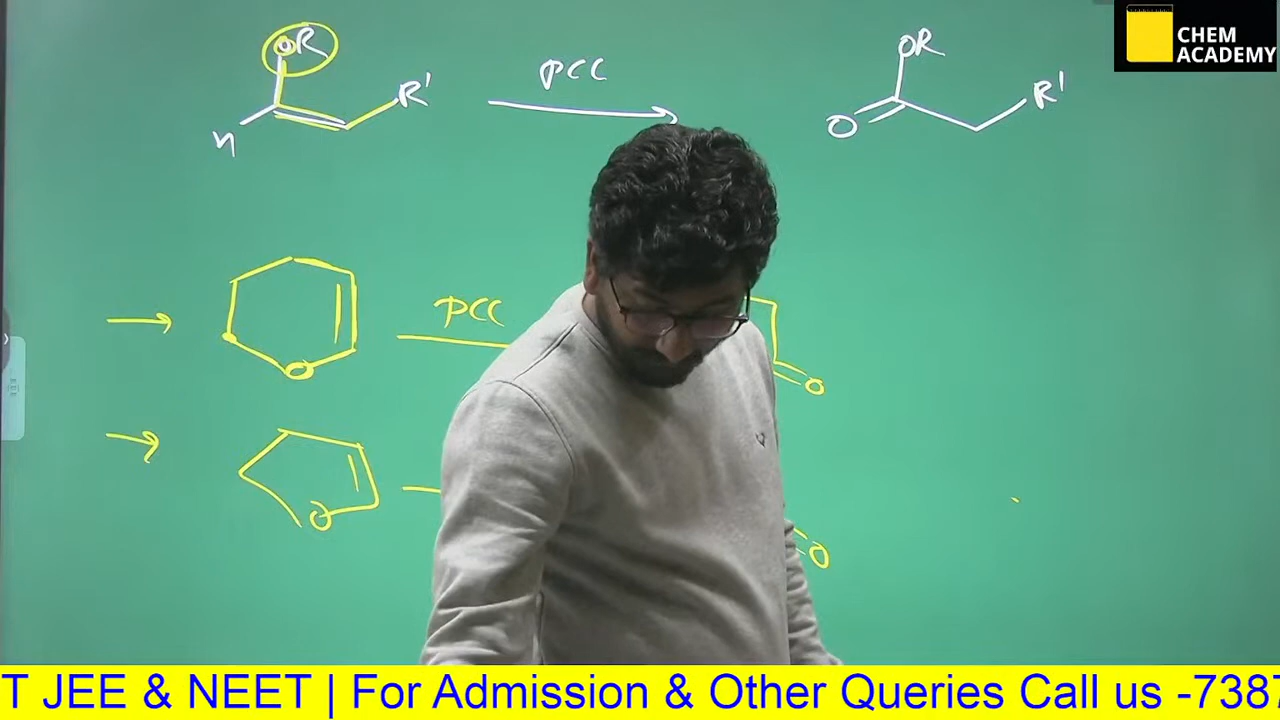 CHEM
ACADEMY
OR
R'
H
PCC
OR
R'
O
PCC
O
O
O
O
T JEE & NEET | For Admission & Other Queries Call us -7387